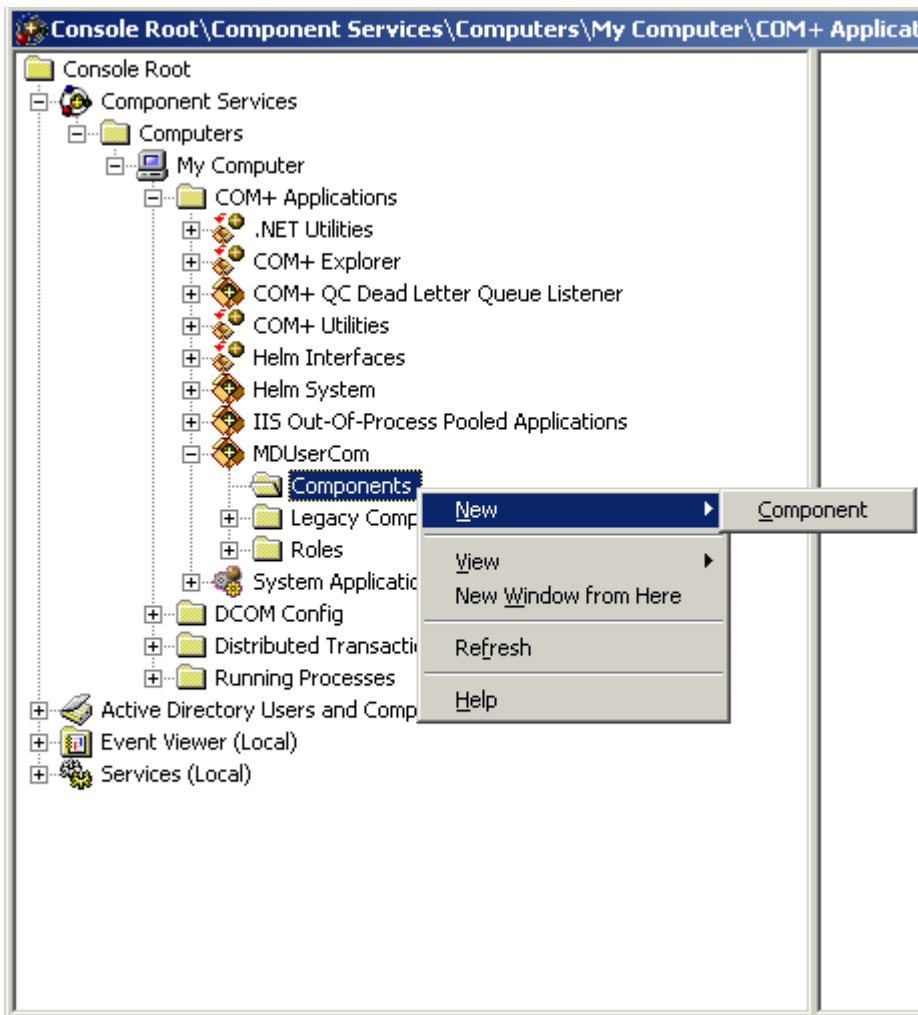 Console Root\Component Services\Computers\My Computer\COM+ Applicat
Console Root
Component Services
Computers
My Computer
COM+ Applications
.NET Utilities
COM+ Explorer
COM+ QC Dead Letter Queue Listener
COM+ Utilities
Helm Interfaces
Helm System
IIS Out-Of-Process Pooled Applications
MDUserCom
Components
New
Component
Legacy Comp
View
Roles
System Applicatio
New Window from Here
DCOM Config
Distributed Transacti
Refresh
Running Processes
Help
Active Directory Users and Comp
Event Viewer (Local)
Services (Local)